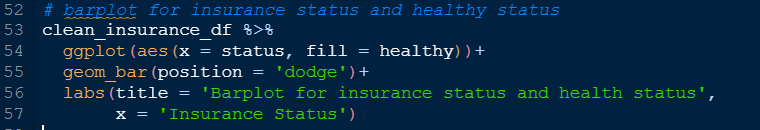 52 # barplot for insurance status and healthy status
53 clean_insurance_df %>%
54 ggplot(aes(x = status, fill = healthy))+
55 geom_bar(position = 'dodge')+
56 labs(title = 'Barplot for insurance status and health status',
57 x = 'Insurance Status')